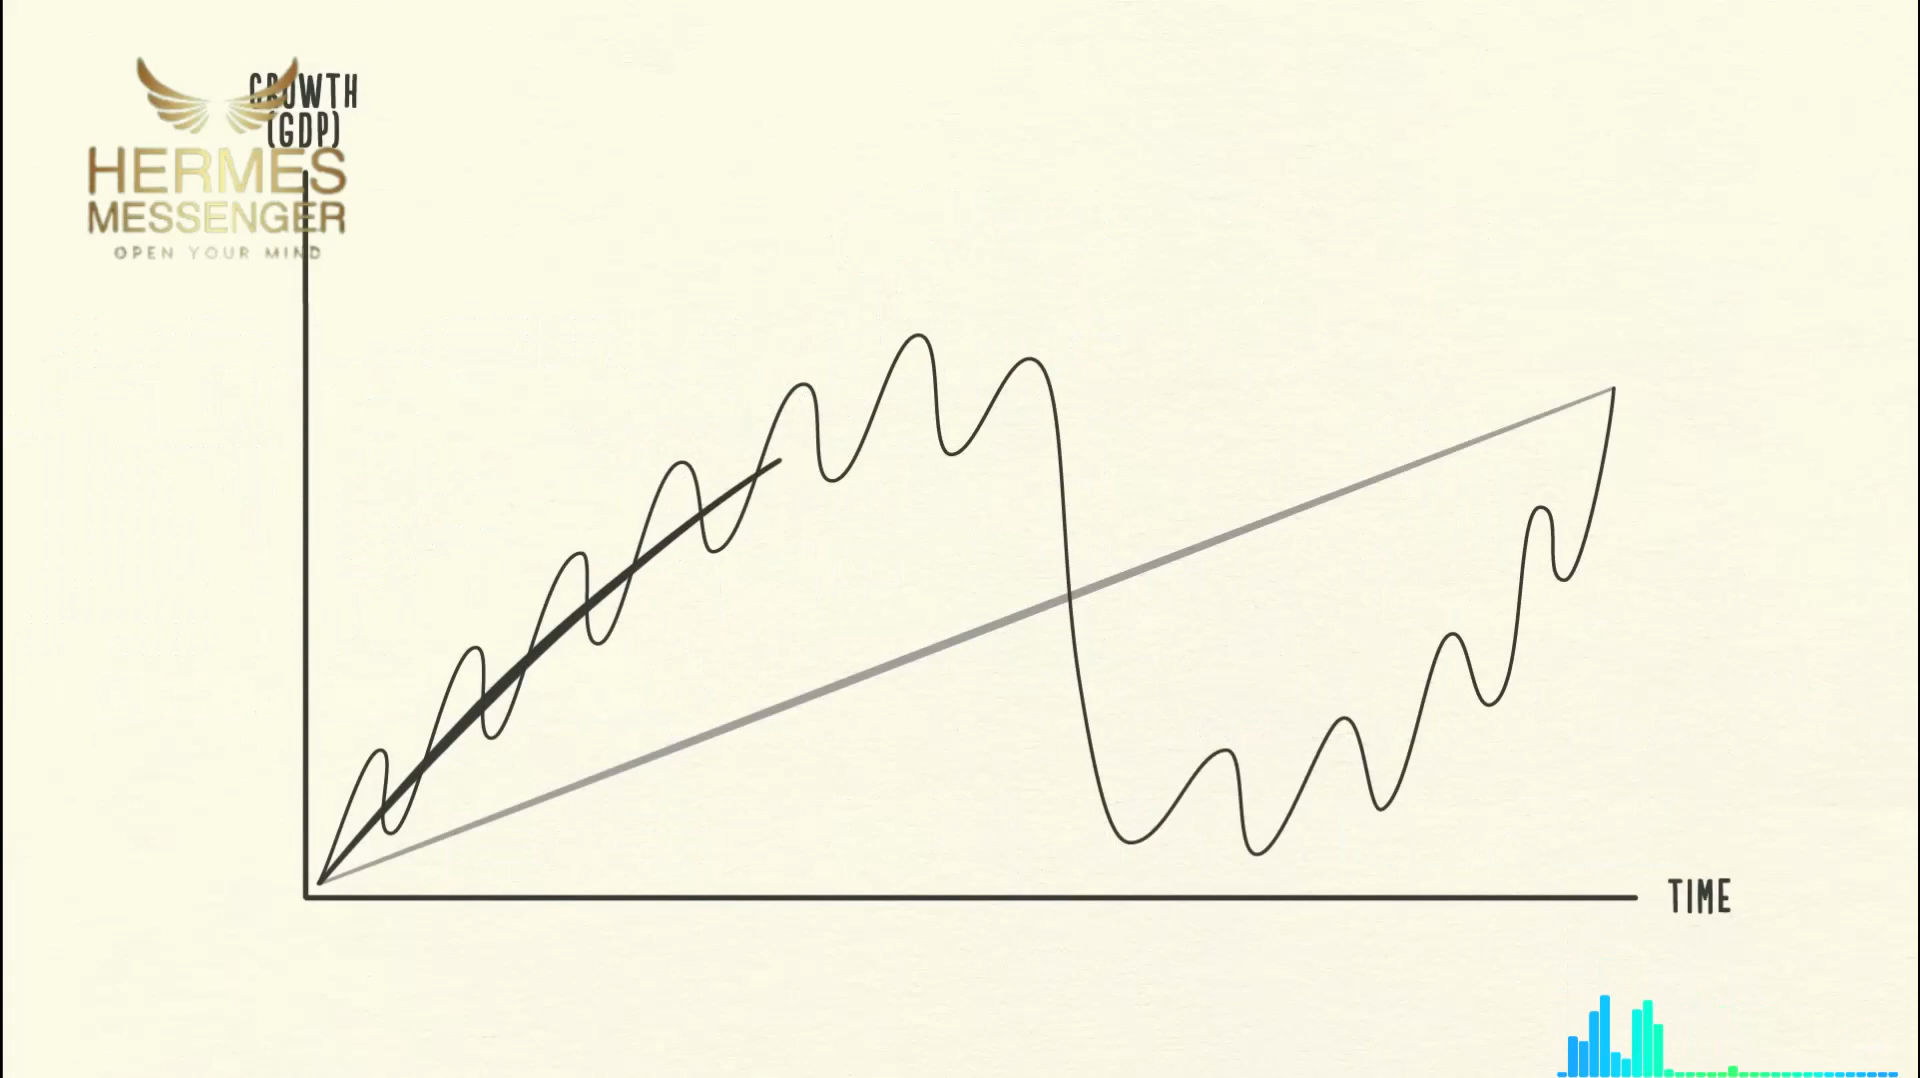 GROWTH
(GDP)
HERMES
MESSENGER
OPEN YOUR MIND
TIME